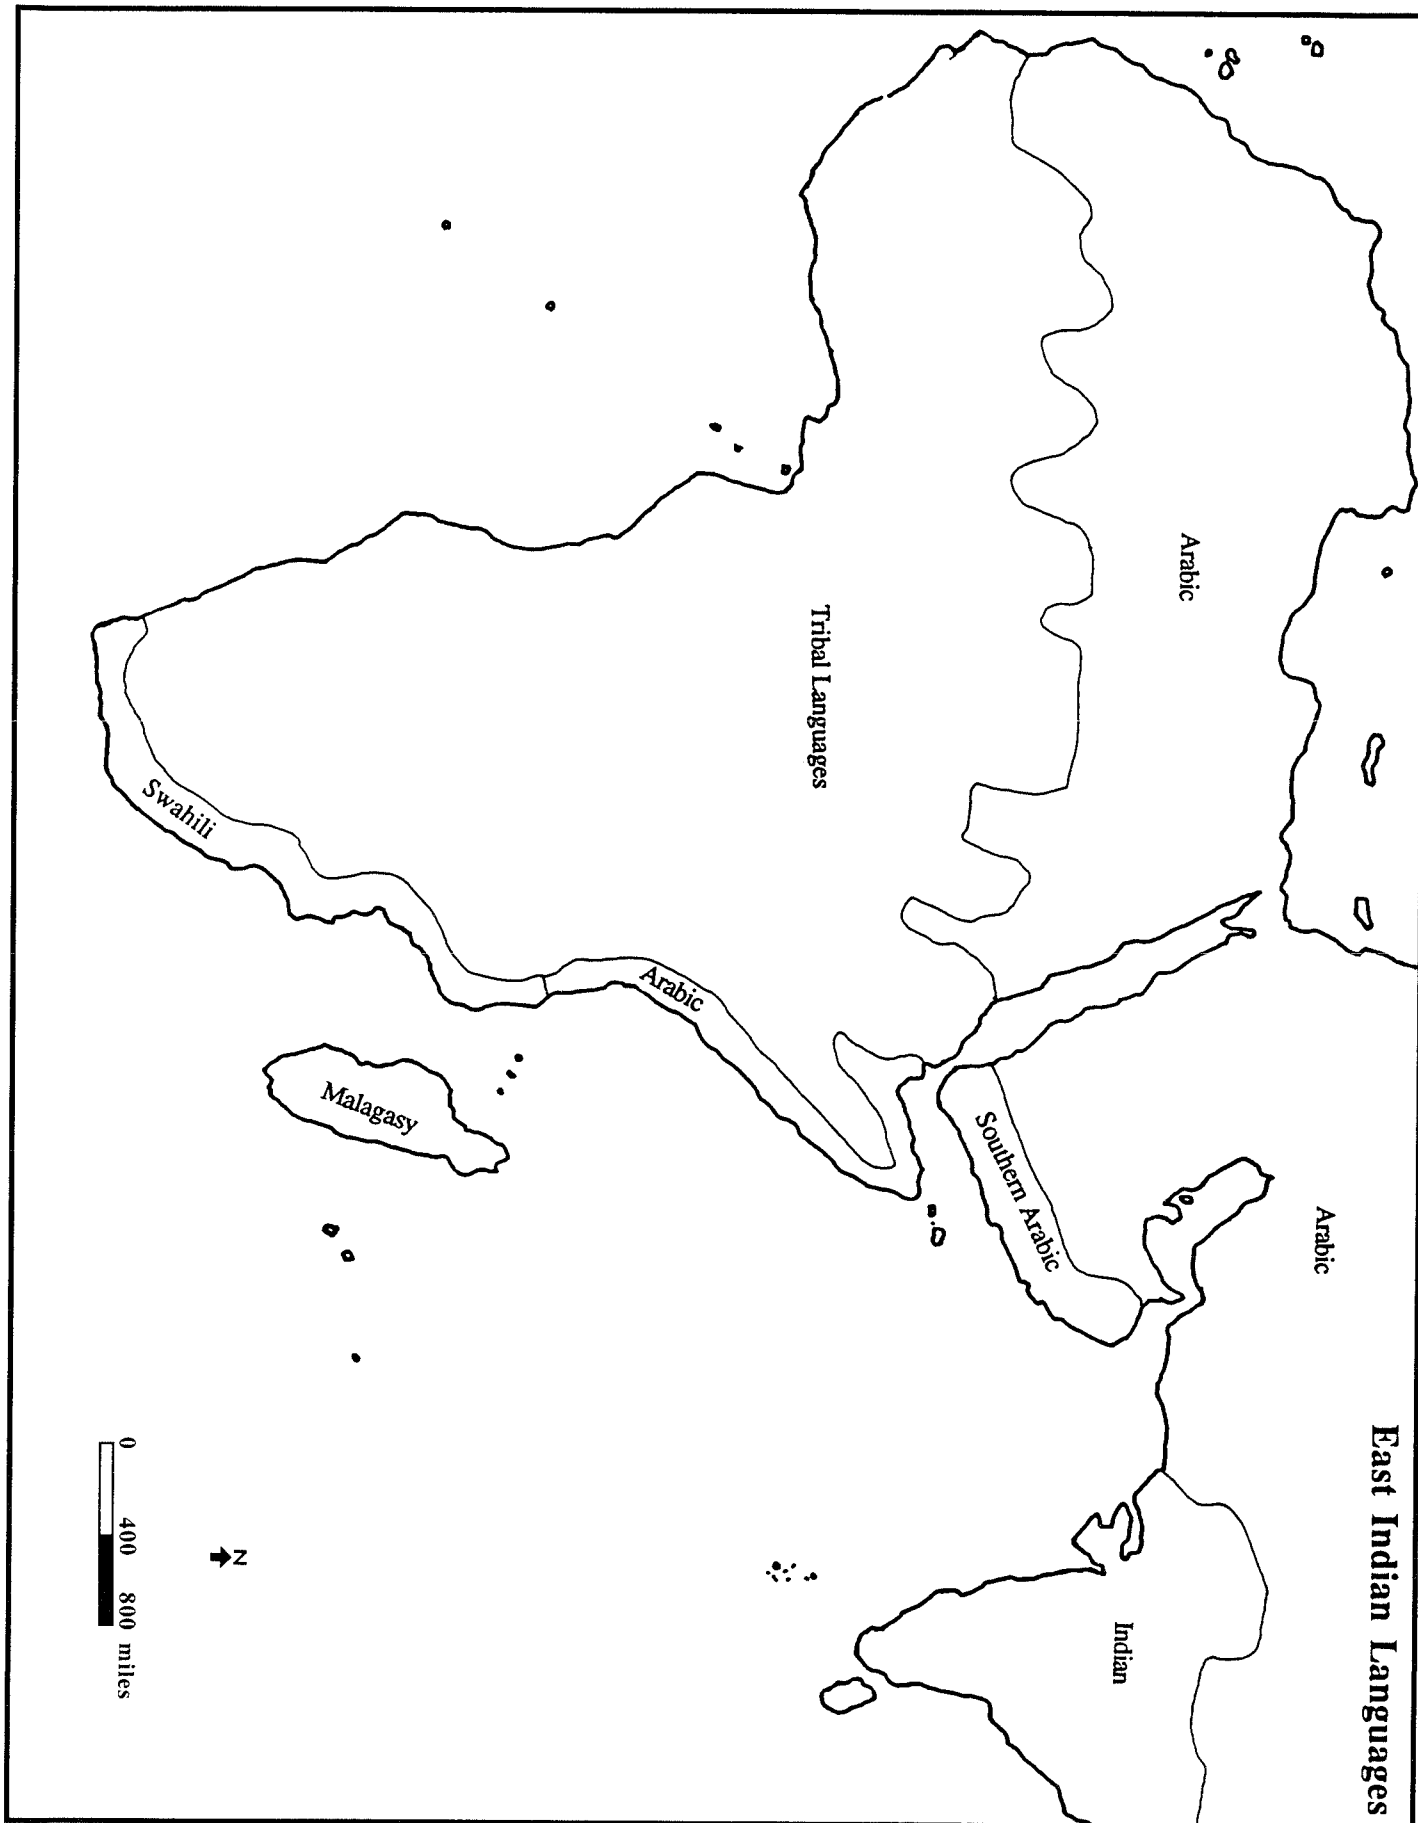 East Indian Languages
Arabic
Arabic
Indian
Southern Arabic
Tribal Languages
Arabic
Malagasy
Swahili
N
0 400 800 miles